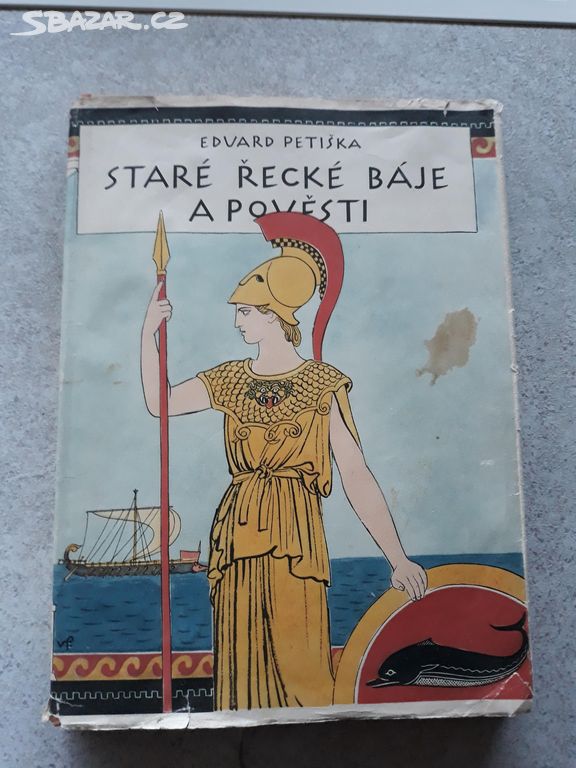 SBAZAR.CZ
EDUARD PETIŠKA
STARÉ ŘECKÉ BÁJE
A POVĚSTI